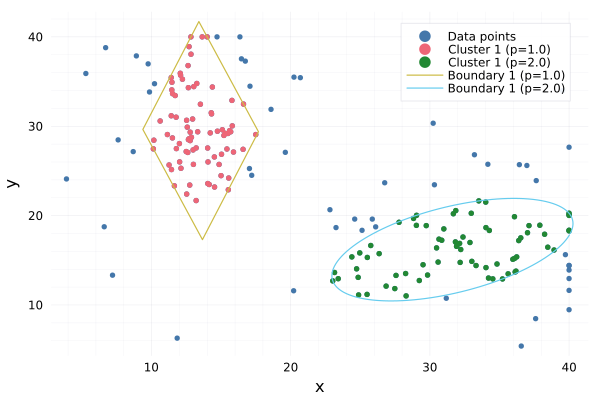 40
30
20
10
y
10
20
30
40
x
Data points
Cluster 1 (p=1.0)
Cluster 1 (p=2.0)
Boundary 1 (p=1.0)
Boundary 1 (p=2.0)